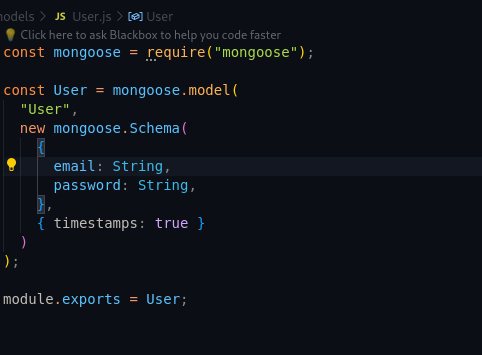 models > JS User.js > User
Click here to ask Blackbox to help you code faster
const mongoose = require("mongoose");
const User = mongoose.model(
"User",
new mongoose.Schema(
{
email: String,
password: String,
},
{ timestamps: true }
)
);
module.exports = User;